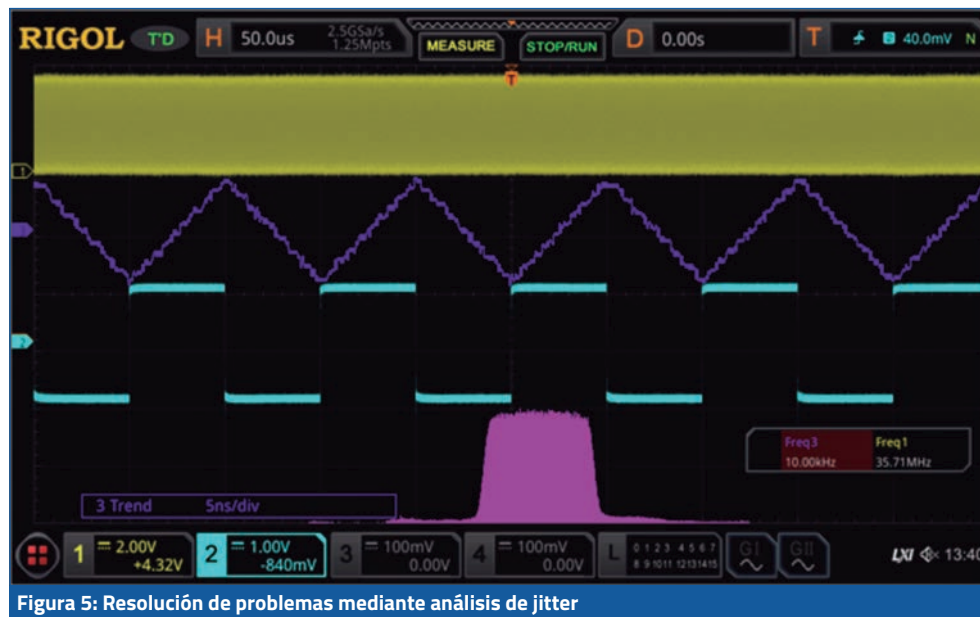 RIGOL T'D H 50.0us 2.5GSa/s MEASURE STOP/RUN D 0.00s T 2 40.0mV N
1.25Mpts
T
1
2
Freq3 Freq1
10.00kHz 35.71MHz
3 Trend 5ns/div
1 2.00V 2 1.00V 3 100mV 4 100mV L 0 1 2 3 4 5 6 7 GI GII LXI 13:40
+4.32V -840mV 0.00V 0.00V 8 9 10 11 12 13 14 15
Figura 5: Resolución de problemas mediante análisis de jitter